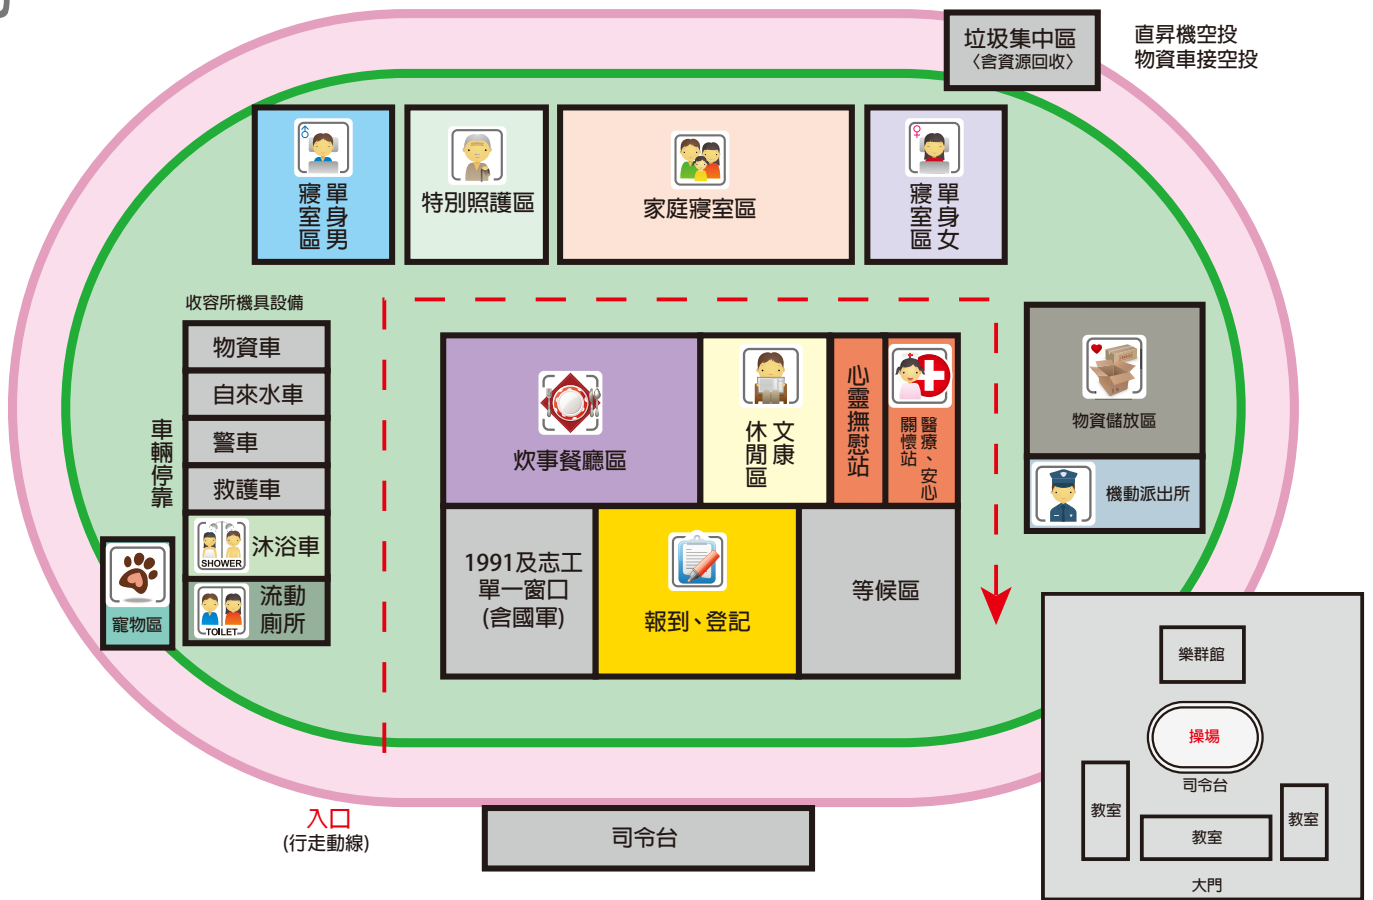 垃圾集中區
〈含資源回收〉
直昇機空投
物資車接空投
單身男
寢室區
特別照護區
家庭寢室區
單身女
寢室區
收容所機具設備
物資車
自來水車
警車
救護車
SHOWER
沐浴車
TOILET
流動
廁所
車輛停靠
寵物區
炊事餐廳區
文康
休閒區
心靈撫慰站
醫療、安心
關懷站
1991及志工
單一窗口
(含國軍)
報到、登記
等候區
物資儲放區
機動派出所
入口
(行走動線)
司令台
樂群館
操場
司令台
教室
教室
教室
大門